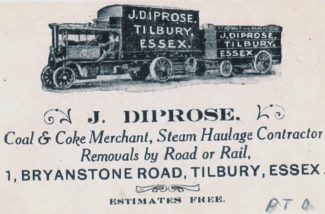 J. DIPROSE,
TILBURY,
ESSEX.
J. DIPROSE,
TILBURY,
ESSEX.
J. DIPROSE.
Coal & Coke Merchant, Steam Haulage Contractor
Removals by Road or Rail,
1, BRYANSTONE ROAD, TILBURY, ESSEX.
ESTIMATES FREE.
P T O